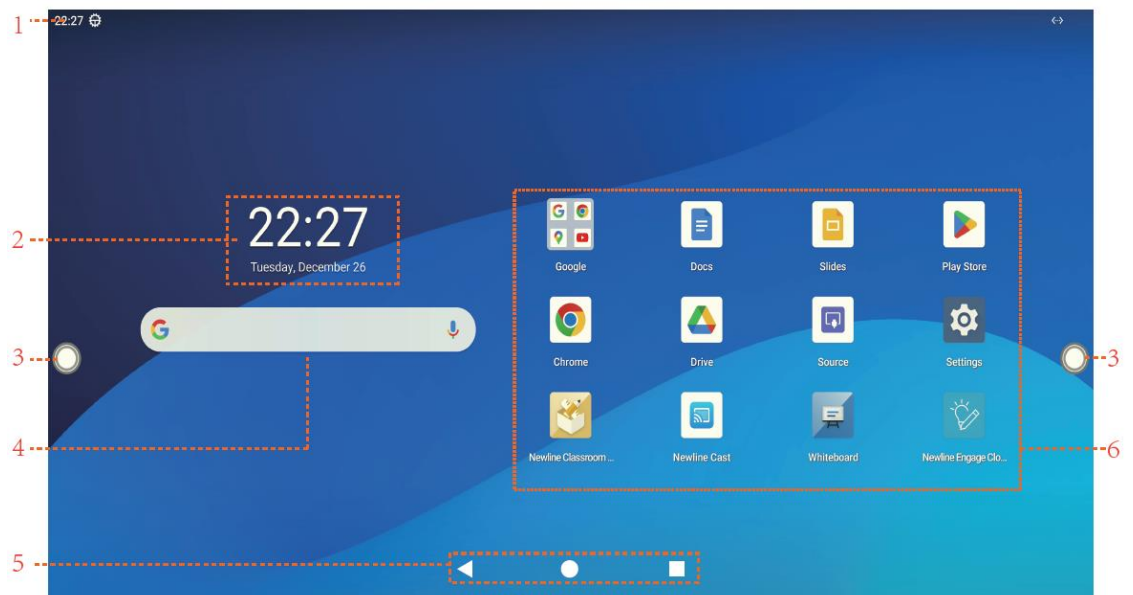 1
22:27
2
22:27
Tuesday, December 26
Google
Docs
Slides
Play Store
3
3
Chrome
Drive
Source
Settings
4
Newline Classroom ...
Newline Cast
Whiteboard
Newline Engage Clo...
6
5